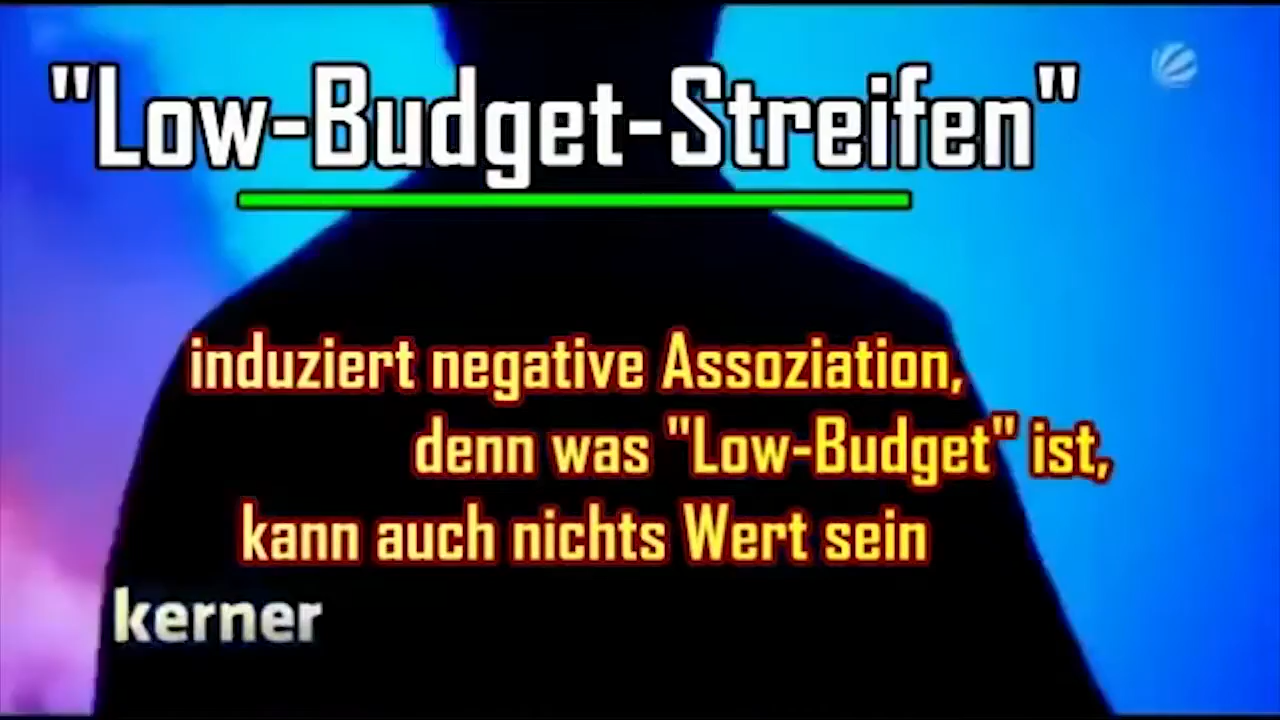 "Low-Budget-Streifen"
induziert negative Assoziation,
denn was "Low-Budget" ist,
kann auch nichts Wert sein
kerner